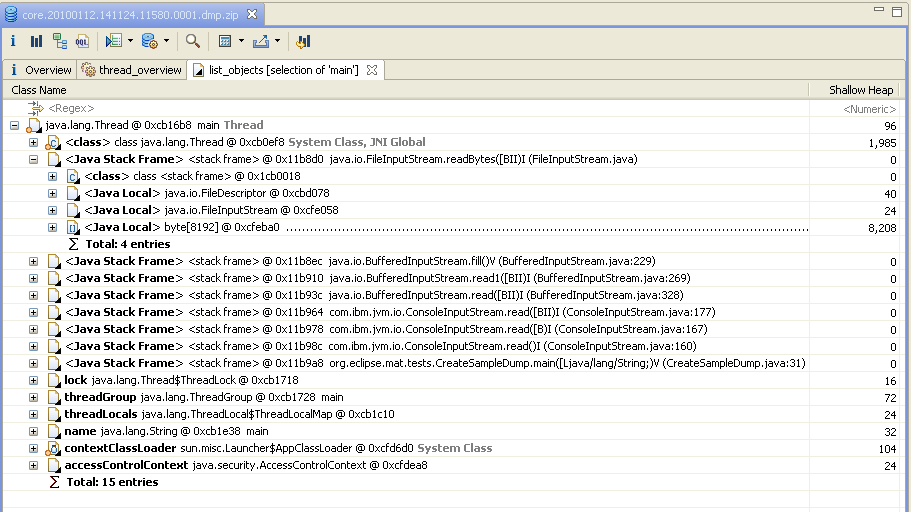 core.20100112.141124.11580.0001.dmp.zip
i OQL
i Overview thread_overview list_objects [selection of 'main']
Class Name Shallow Heap
<Regex> <Numeric>
java.lang.Thread @ 0xcb16b8 main Thread 96
<class> class java.lang.Thread @ 0xcb0ef8 System Class, JNI Global 1,985
<Java Stack Frame> <stack frame> @ 0x11b8d0 java.io.FileInputStream.readBytes([BII)I (FileInputStream.java) 0
<class> class <stack frame> @ 0x1cb0018 0
<Java Local> java.io.FileDescriptor @ 0xcbd078 40
<Java Local> java.io.FileInputStream @ 0xcfe058 24
<Java Local> byte[8192] @ 0xcfeba0 8,208
Σ Total: 4 entries
<Java Stack Frame> <stack frame> @ 0x11b8ec java.io.BufferedInputStream.fill()V (BufferedInputStream.java:229) 0
<Java Stack Frame> <stack frame> @ 0x11b910 java.io.BufferedInputStream.read1([BII)I (BufferedInputStream.java:269) 0
<Java Stack Frame> <stack frame> @ 0x11b93c java.io.BufferedInputStream.read([BII)I (BufferedInputStream.java:328) 0
<Java Stack Frame> <stack frame> @ 0x11b964 com.ibm.jvm.io.ConsoleInputStream.read([BII)I (ConsoleInputStream.java:177) 0
<Java Stack Frame> <stack frame> @ 0x11b978 com.ibm.jvm.io.ConsoleInputStream.read([B)I (ConsoleInputStream.java:167) 0
<Java Stack Frame> <stack frame> @ 0x11b98c com.ibm.jvm.io.ConsoleInputStream.read()I (ConsoleInputStream.java:160) 0
<Java Stack Frame> <stack frame> @ 0x11b9a8 org.eclipse.mat.tests.CreateSampleDump.main([Ljava/lang/String;)V (CreateSampleDump.java:31) 0
lock java.lang.Thread$ThreadLock @ 0xcb1718 16
threadGroup java.lang.ThreadGroup @ 0xcb1728 main 72
threadLocals java.lang.ThreadLocal$ThreadLocalMap @ 0xcb1c10 24
name java.lang.String @ 0xcb1e38 main 32
contextClassLoader sun.misc.Launcher$AppClassLoader @ 0xcfd6d0 System Class 104
accessControlContext java.security.AccessControlContext @ 0xcfdea8 24
Σ Total: 15 entries